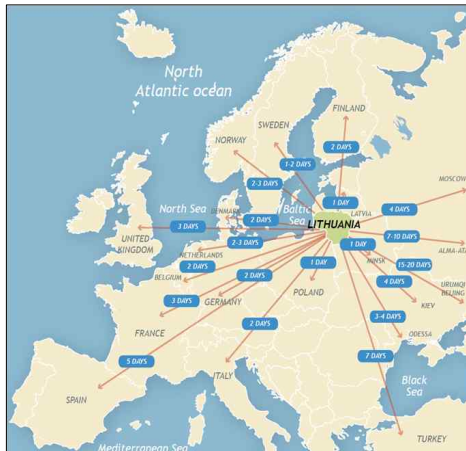 North
Atlantic ocean
FINLAND
SWEDEN
NORWAY
2 DAYS
1-2 DAYS
2-3 DAYS
MOSCOW
1 DAY
North Sea
DENMARK
2 DAYS
Baltic
Sea
LATVIA
4 DAYS
3 DAYS
LITHUANIA
UNITED
KINGDOM
2-3 DAYS
1 DAY
7-10 DAYS
ALMA-ATA
NETHERLANDS
2 DAYS
1 DAY
MINSK
15-20 DAYS
BELGIUM
2 DAYS
4 DAYS
URUMQI
BEIJING
POLAND
3 DAYS
GERMANY
KIEV
3-4 DAYS
FRANCE
2 DAYS
ODESSA
7 DAYS
5 DAYS
ITALY
Black
Sea
SPAIN
TURKEY
Mediterranean Sea